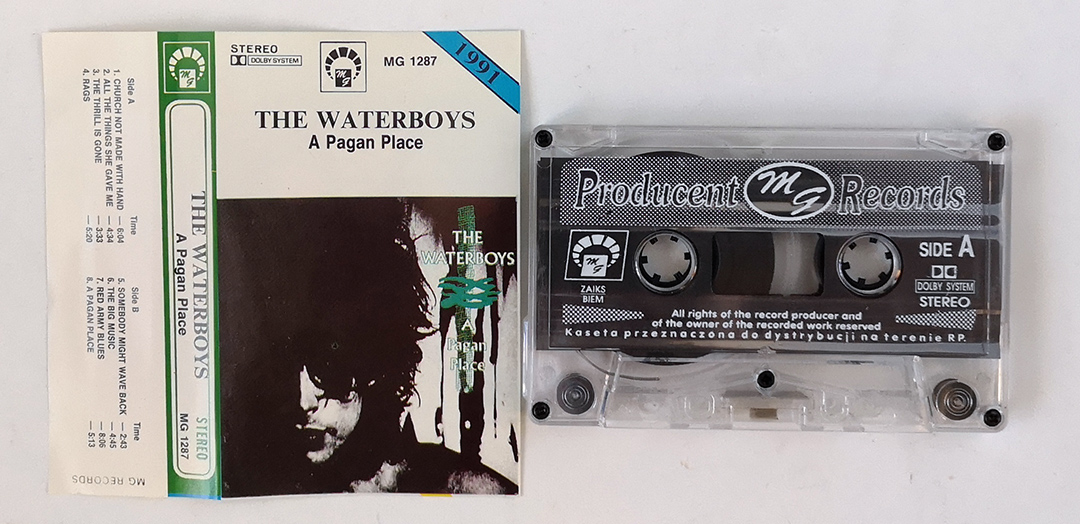 Side A
Time
1. CHURCH NOT MADE WITH HAND — 6:04
2. ALL THE THINGS SHE GAVE ME — 4:34
3. THE THRILL IS GONE — 3:33
4. RAGS — 5:20
Side B
Time
5. SOMEBODY MIGHT WAVE BACK — 2:43
6. THE BIG MUSIC — 4:45
7. RED ARMY BLUES — 8:06
8. A PAGAN PLACE — 5:13
MG RECORDS
MG
THE WATERBOYS
A Pagan Place
STEREO
MG 1287
STEREO
DOLBY SYSTEM
MG
MG 1287
1991
THE WATERBOYS
A Pagan Place
THE
WATERBOYS
A
Pagan
Place
Producent MG Records
MG
ZAIKS
BIEM
SIDE A
DOLBY SYSTEM
STEREO
All rights of the record producer and
of the owner of the recorded work reserved
Kaseta przeznaczona do dystrybucji na terenie RP.